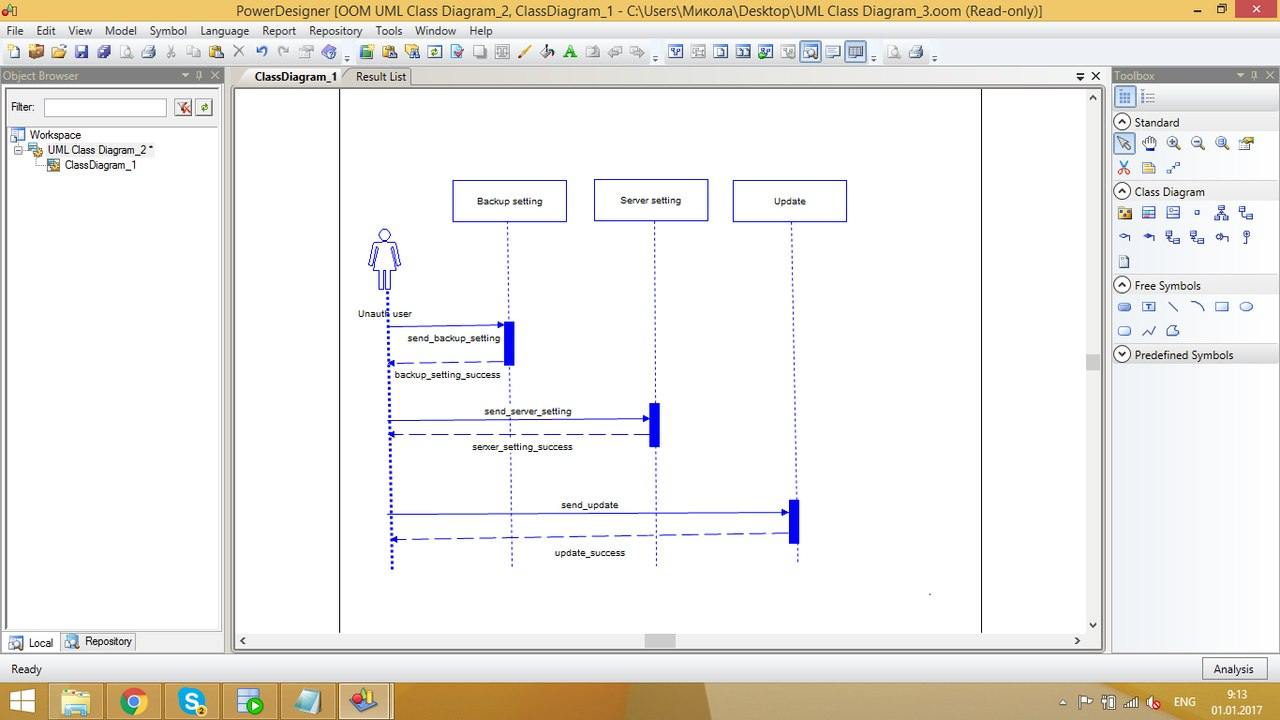 PowerDesigner [OOM UML Class Diagram_2, ClassDiagram_1 - C:\Users\Микола\Desktop\UML Class Diagram_3.oom (Read-only)]
File Edit View Model Symbol Language Report Repository Tools Window Help
Object Browser
ClassDiagram_1
Result List
Toolbox
Filter:
Workspace
UML Class Diagram_2 *
ClassDiagram_1
Standard
Class Diagram
Free Symbols
Predefined Symbols
Backup setting
Server setting
Update
Unauth user
send_backup_setting
backup_setting_success
send_server_setting
server_setting_success
send_update
update_success
Local
Repository
Ready
Analysis
2
ENG
9:13
01.01.2017